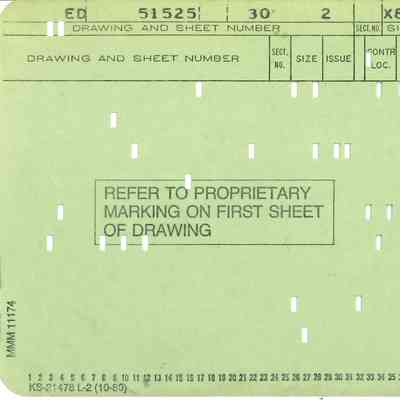 ED 51525 30 2 X8
DRAWING AND SHEET NUMBER SECT. NO. SI
DRAWING AND SHEET NUMBER SECT. NO. SIZE ISSUE CONTR LOC.
REFER TO PROPRIETARY
MARKING ON FIRST SHEET
OF DRAWING
MMM 11174
1 2 3 4 5 6 7 8 9 10 11 12 13 14 15 16 17 18 19 20 21 22 23 24 25 26 27 28 29 30 31 32 33 34 35
KS-21478 L-2 (10-80)